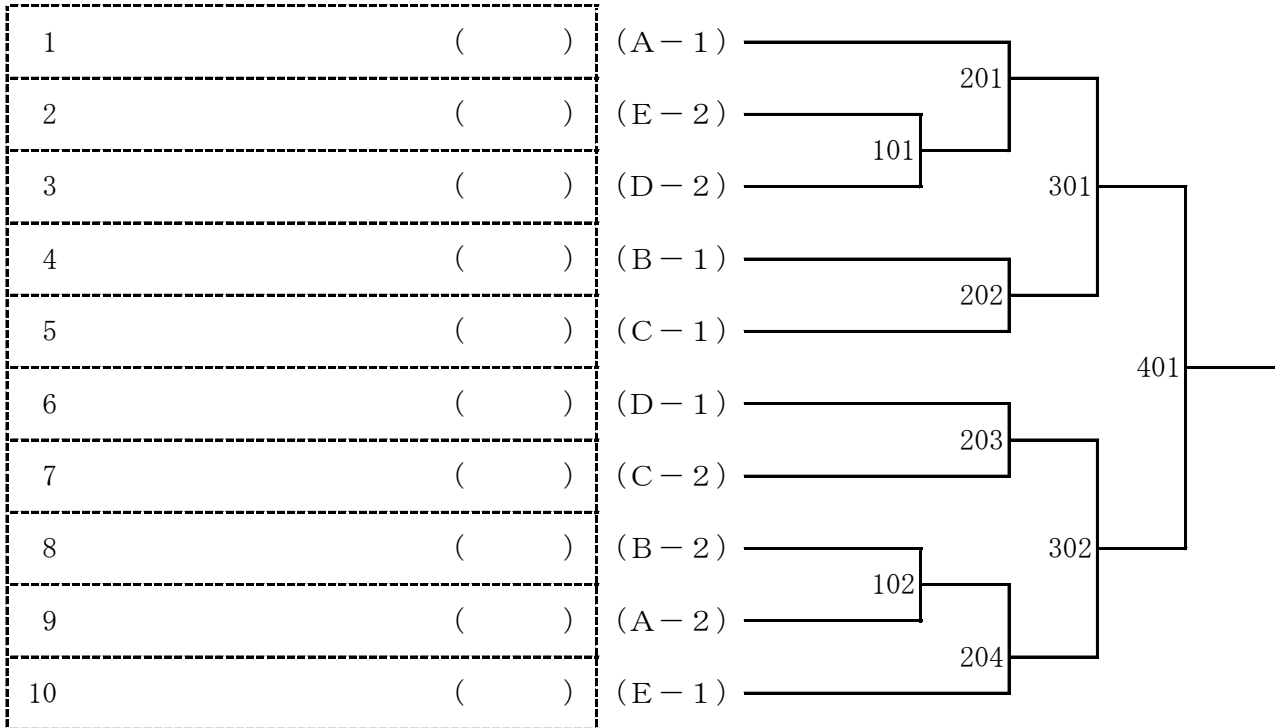 1 (　　) (A－1)
201
2 (　　) (E－2)
101
3 (　　) (D－2)
301
4 (　　) (B－1)
202
5 (　　) (C－1)
401
6 (　　) (D－1)
203
7 (　　) (C－2)
8 (　　) (B－2)
302
102
9 (　　) (A－2)
204
10 (　　) (E－1)